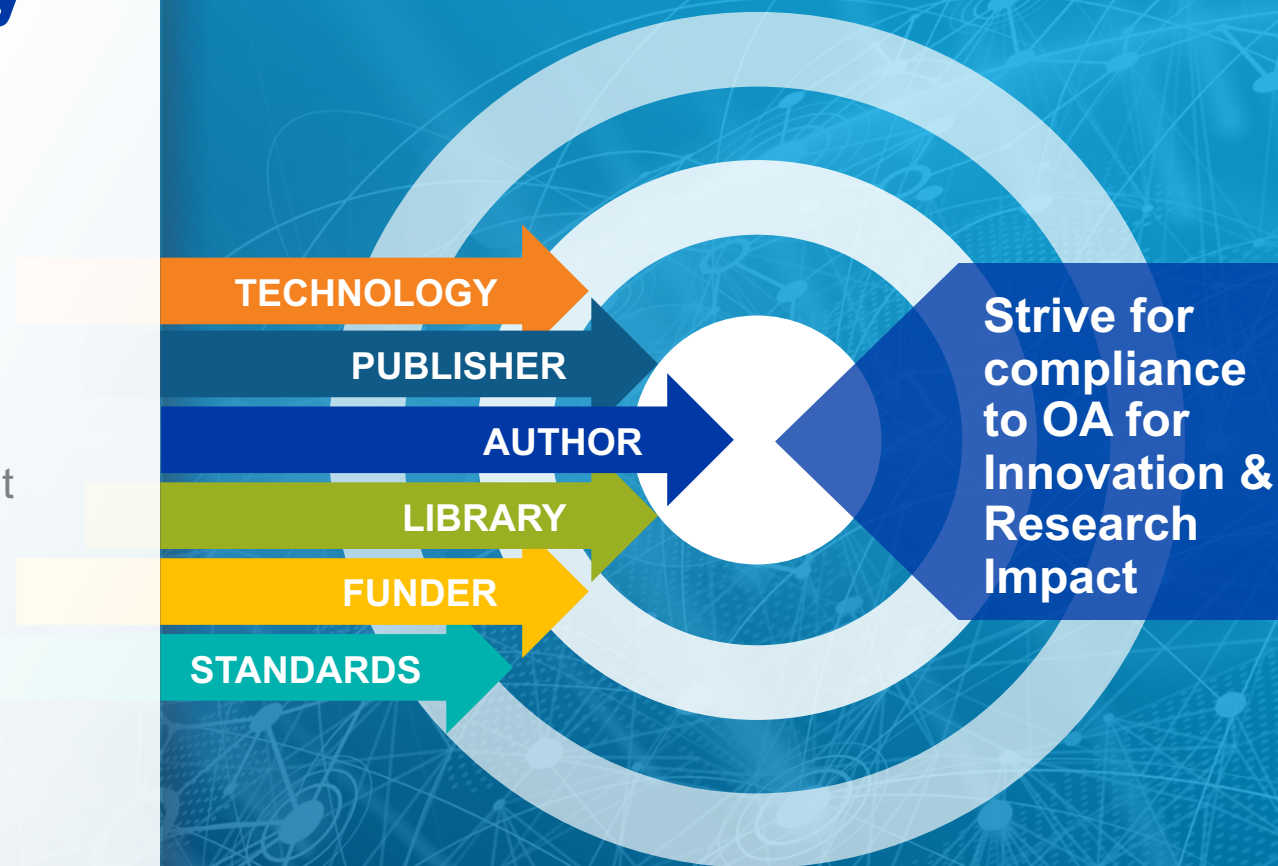 TECHNOLOGY
PUBLISHER
AUTHOR
LIBRARY
FUNDER
STANDARDS
Strive for
compliance
to OA for
Innovation &
Research
Impact